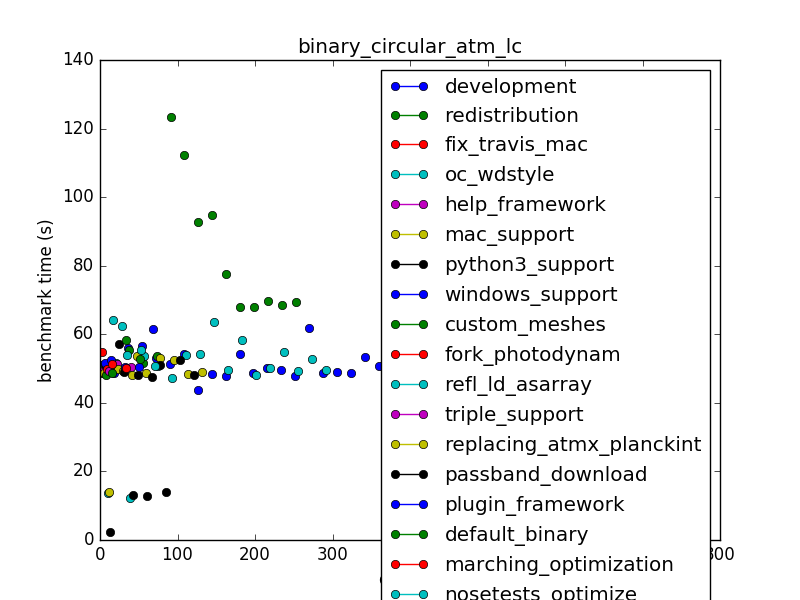 binary_circular_atm_lc
140
120
100
80
60
40
20
0
benchmark time (s)
0
100
200
300
800
development
redistribution
fix_travis_mac
oc_wdstyle
help_framework
mac_support
python3_support
windows_support
custom_meshes
fork_photodynam
refl_ld_asarray
triple_support
replacing_atmx_planckint
passband_download
plugin_framework
default_binary
marching_optimization
nosetests_optimize